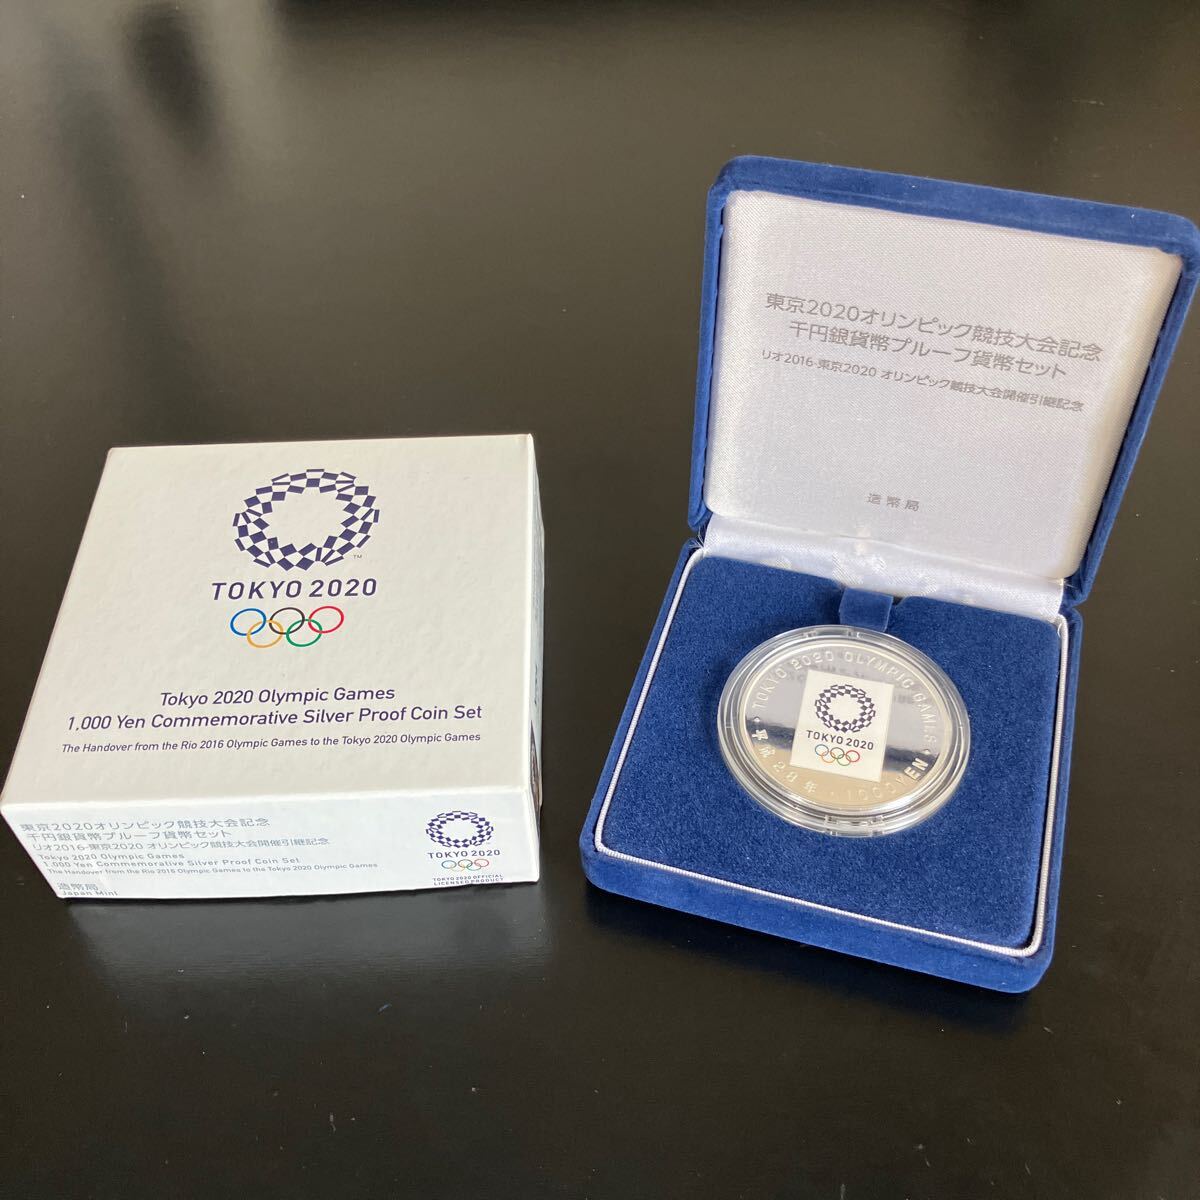 TM
TOKYO 2020
Tokyo 2020 Olympic Games
1,000 Yen Commemorative Silver Proof Coin Set
The Handover from the Rio 2016 Olympic Games to the Tokyo 2020 Olympic Games
東京2020オリンピック競技大会記念
千円銀貨幣プルーフ貨幣セット
リオ2016-東京2020 オリンピック競技大会開催引継記念
Tokyo 2020 Olympic Games
1,000 Yen Commemorative Silver Proof Coin Set
The Handover from the Rio 2016 Olympic Games to the Tokyo 2020 Olympic Games
造幣局
Japan Mint
TOKYO 2020
TOKYO 2020 OFFICIAL
LICENSED PRODUCT
東京2020オリンピック競技大会記念
千円銀貨幣プルーフ貨幣セット
リオ2016-東京2020 オリンピック競技大会開催引継記念
造幣局
TOKYO 2020 OLYMPIC GAMES
TOKYO 2020
平成28年・1000YEN